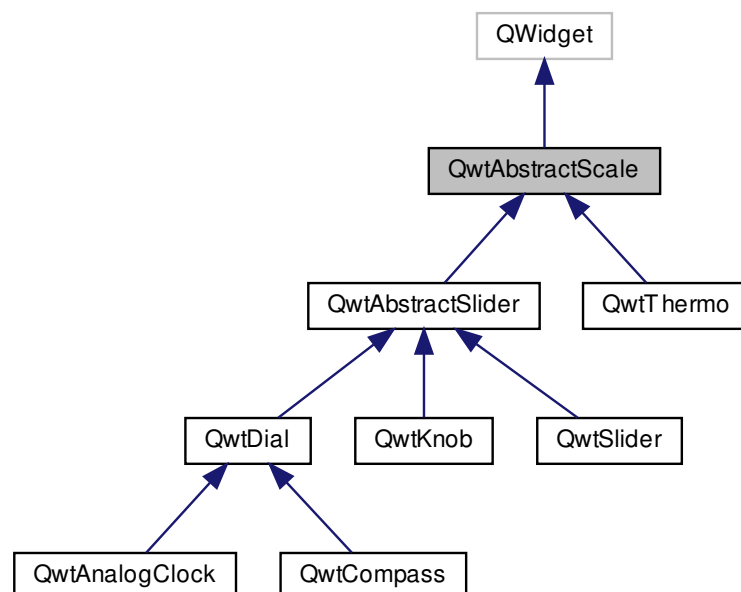 QWidget
QwtAbstractScale
QwtAbstractSlider
QwtThermo
QwtDial
QwtKnob
QwtSlider
QwtAnalogClock
QwtCompass